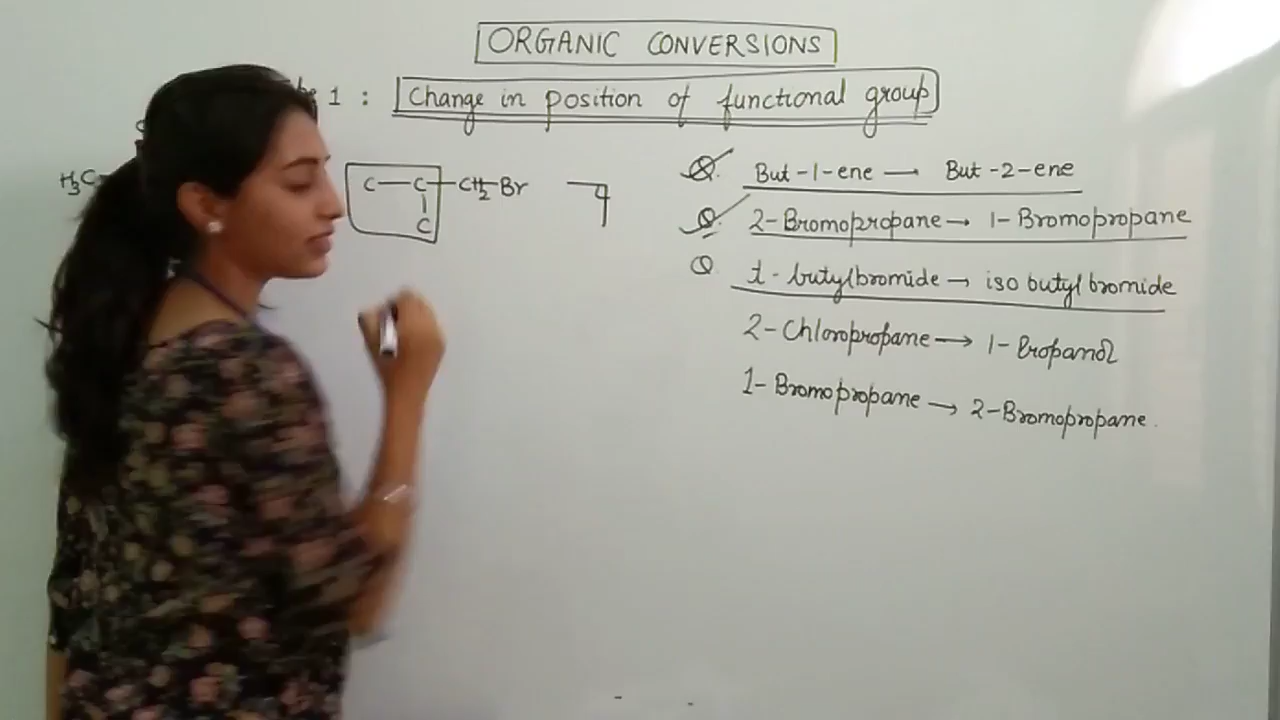 ORGANIC CONVERSIONS
1 : Change in position of functional group
H3C
C — C — CH2 Br
C
Q. But-1-ene → But-2-ene
Q. 2-Bromopropane → 1-Bromopropane
Q t-butylbromide → iso butyl bromide
2-Chloropropane → 1-Propanol
1-Bromopropane → 2-Bromopropane.